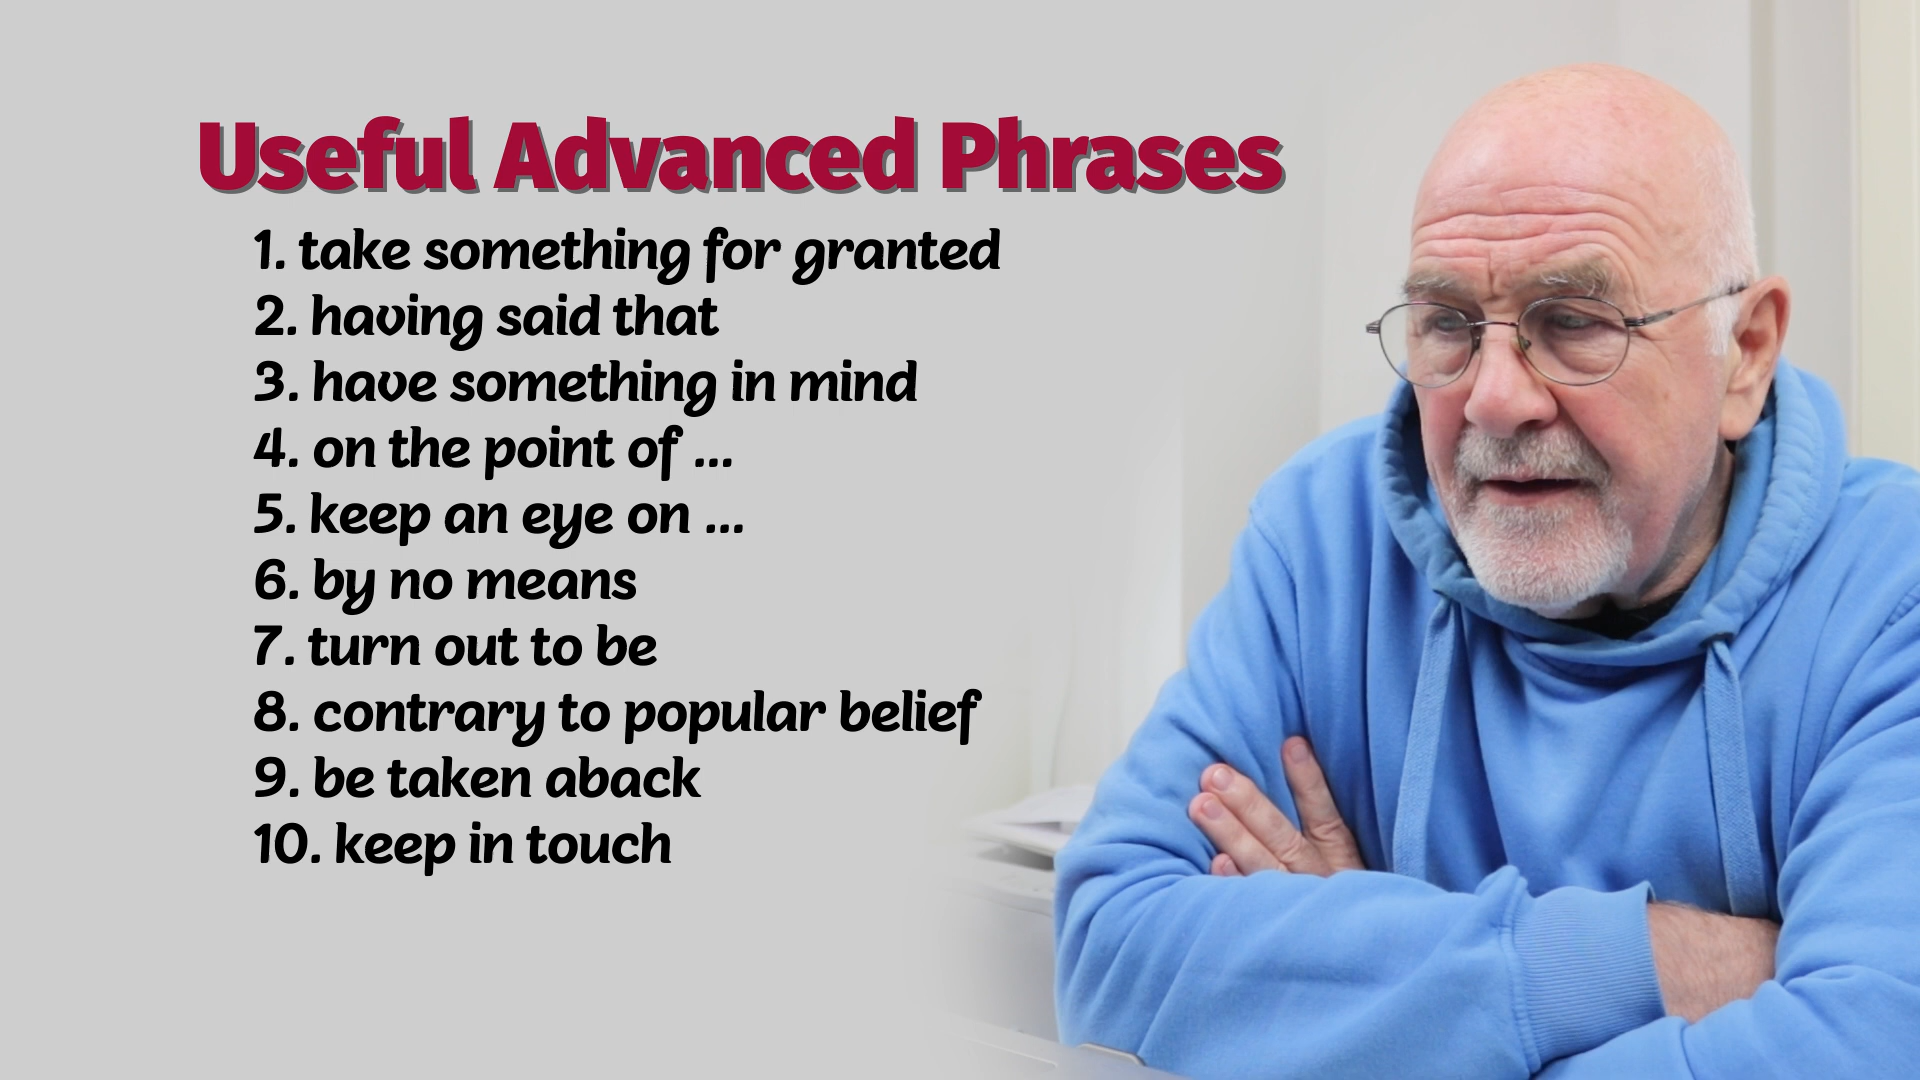 Useful Advanced Phrases
1. take something for granted
2. having said that
3. have something in mind
4. on the point of ...
5. keep an eye on ...
6. by no means
7. turn out to be
8. contrary to popular belief
9. be taken aback
10. keep in touch